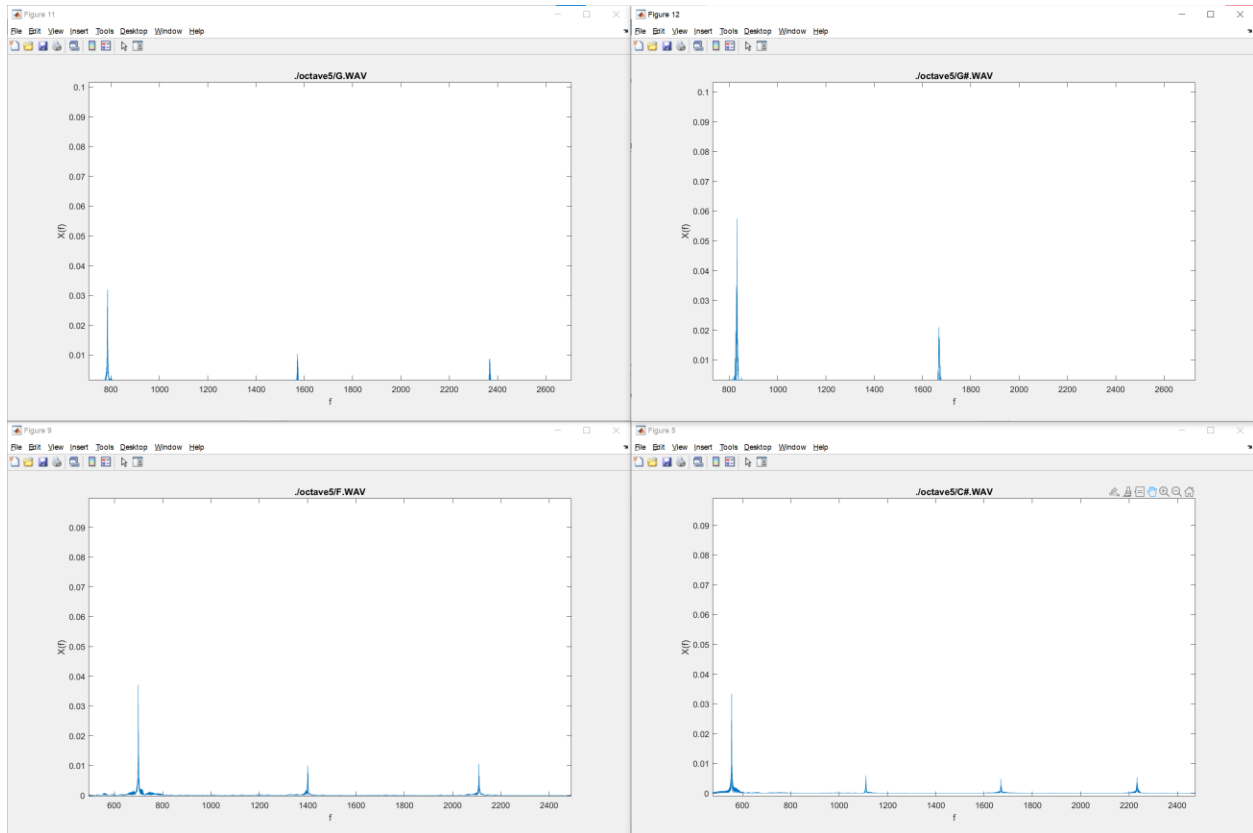 Figure 11
File Edit View Insert Tools Desktop Window Help
./octave5/G.WAV
0.1
0.09
0.08
0.07
0.06
0.05
0.04
0.03
0.02
0.01
X(f)
800 1000 1200 1400 1600 1800 2000 2200 2400 2600
f
Figure 12
File Edit View Insert Tools Desktop Window Help
./octave5/G#.WAV
0.1
0.09
0.08
0.07
0.06
0.05
0.04
0.03
0.02
0.01
X(f)
800 1000 1200 1400 1600 1800 2000 2200 2400 2600
f
Figure 9
File Edit View Insert Tools Desktop Window Help
./octave5/F.WAV
0.09
0.08
0.07
0.06
0.05
0.04
0.03
0.02
0.01
0
X(f)
600 800 1000 1200 1400 1600 1800 2000 2200 2400
f
Figure 5
File Edit View Insert Tools Desktop Window Help
./octave5/C#.WAV
0.09
0.08
0.07
0.06
0.05
0.04
0.03
0.02
0.01
0
X(f)
600 800 1000 1200 1400 1600 1800 2000 2200 2400
f